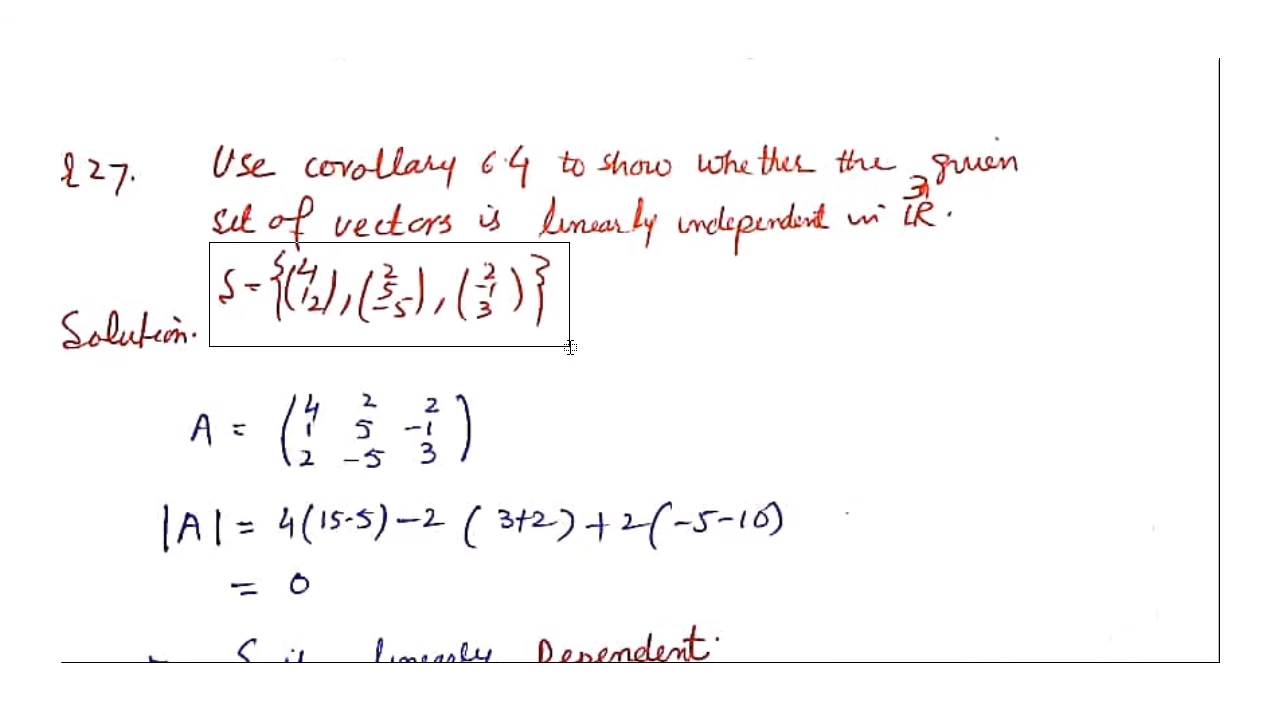 Q27. Use corollary 6.4 to show whether the given
set of vectors is linearly independent in IR³.
S = {(4 1 2), (2 5 -5), (2 -1 3)}
Solution.
A = (4 2 2
1 5 -1
2 -5 3)
|A| = 4(15-5) - 2 (3+2) + 2(-5-10)
= 0
S is linearly Dependent.